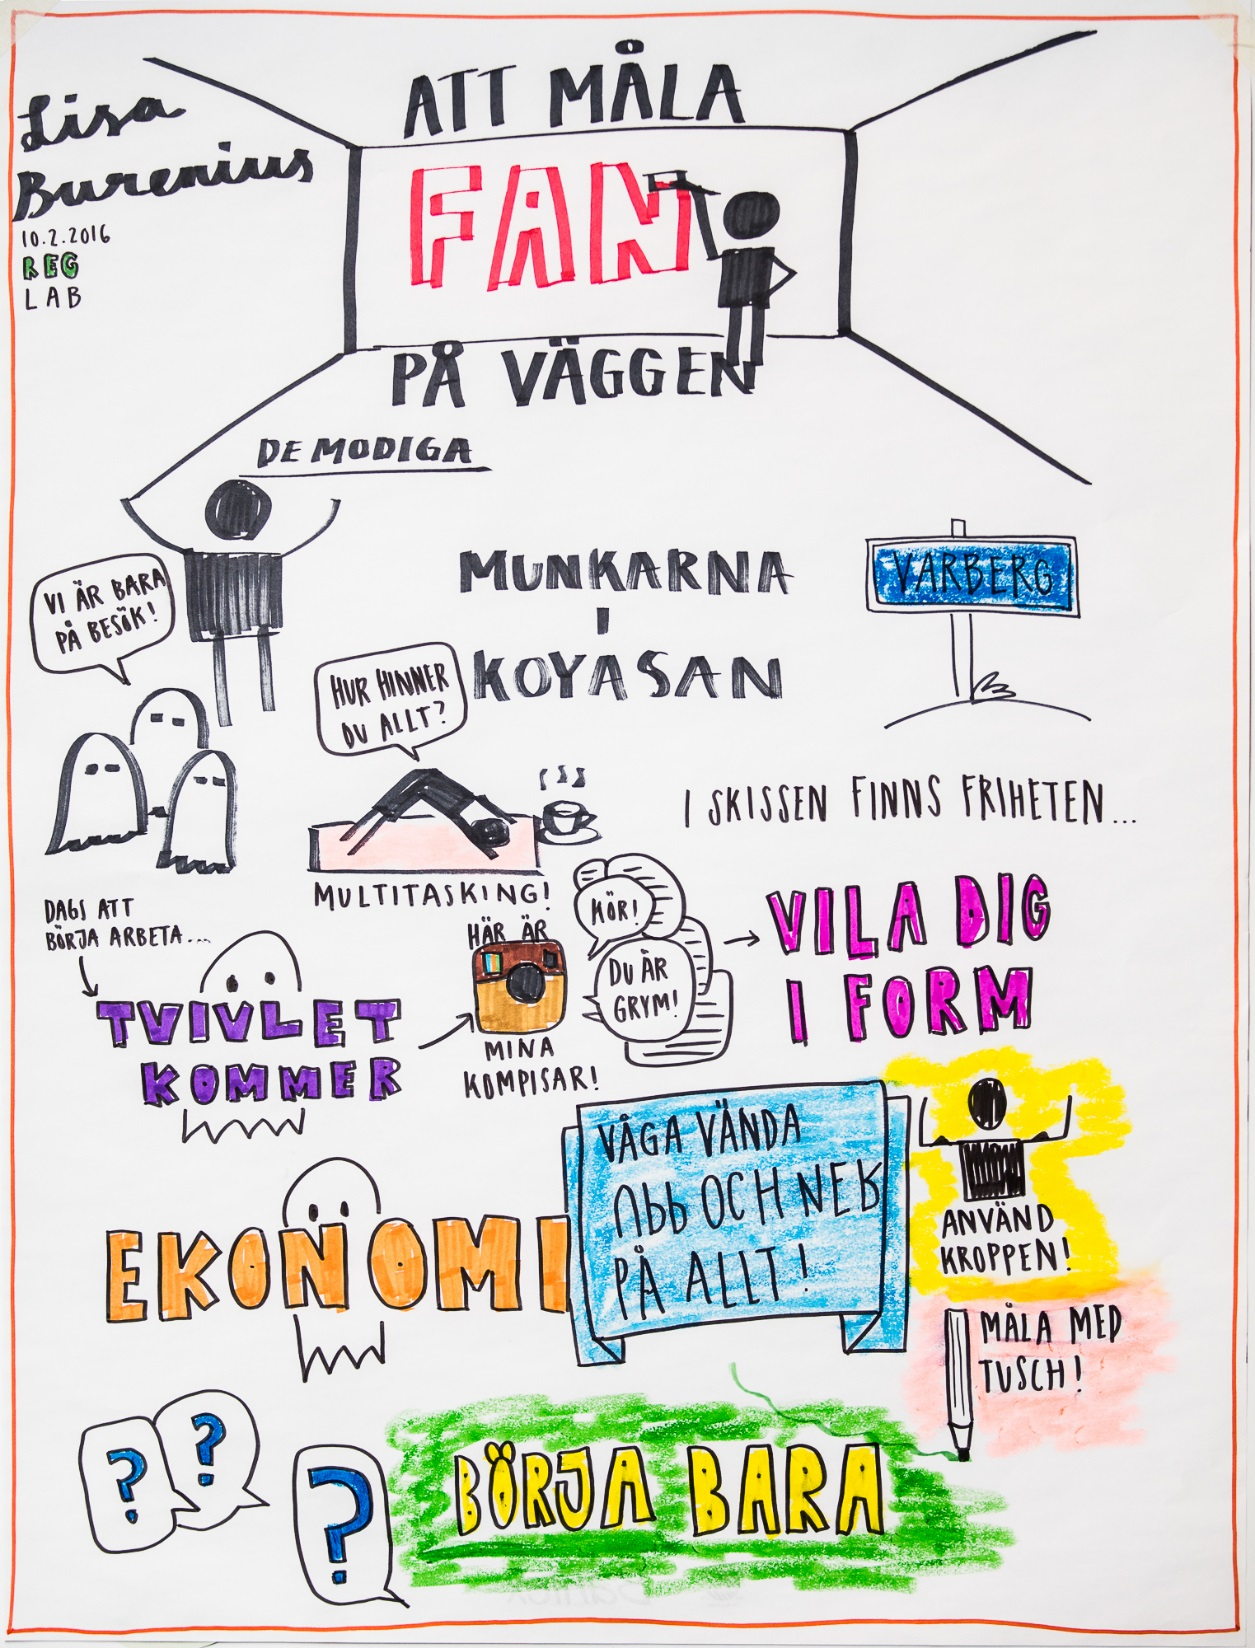 Lisa
Burenius
10.2.2016
REG
LAB
ATT MÅLA
FAN
PÅ VÄGGEN
DE MODIGA
VI ÄR BARA
PÅ BESÖK!
MUNKARNA
I
KOYASAN
VARBERG
HUR HINNER
DU ALLT?
MULTITASKING!
I SKISSEN FINNS FRIHETEN...
DAGS ATT
BÖRJA ARBETA...
TVIVLET
KOMMER
HÄR ÄR
MINA
KOMPISAR!
KÖR!
DU ÄR
GRYM!
VILA DIG
I FORM
EKONOMI
VÅGA VÄNDA
UPP OCH NER
PÅ ALLT!
ANVÄND
KROPPEN!
MÅLA MED
TUSCH!
?
?
?
BÖRJA BARA